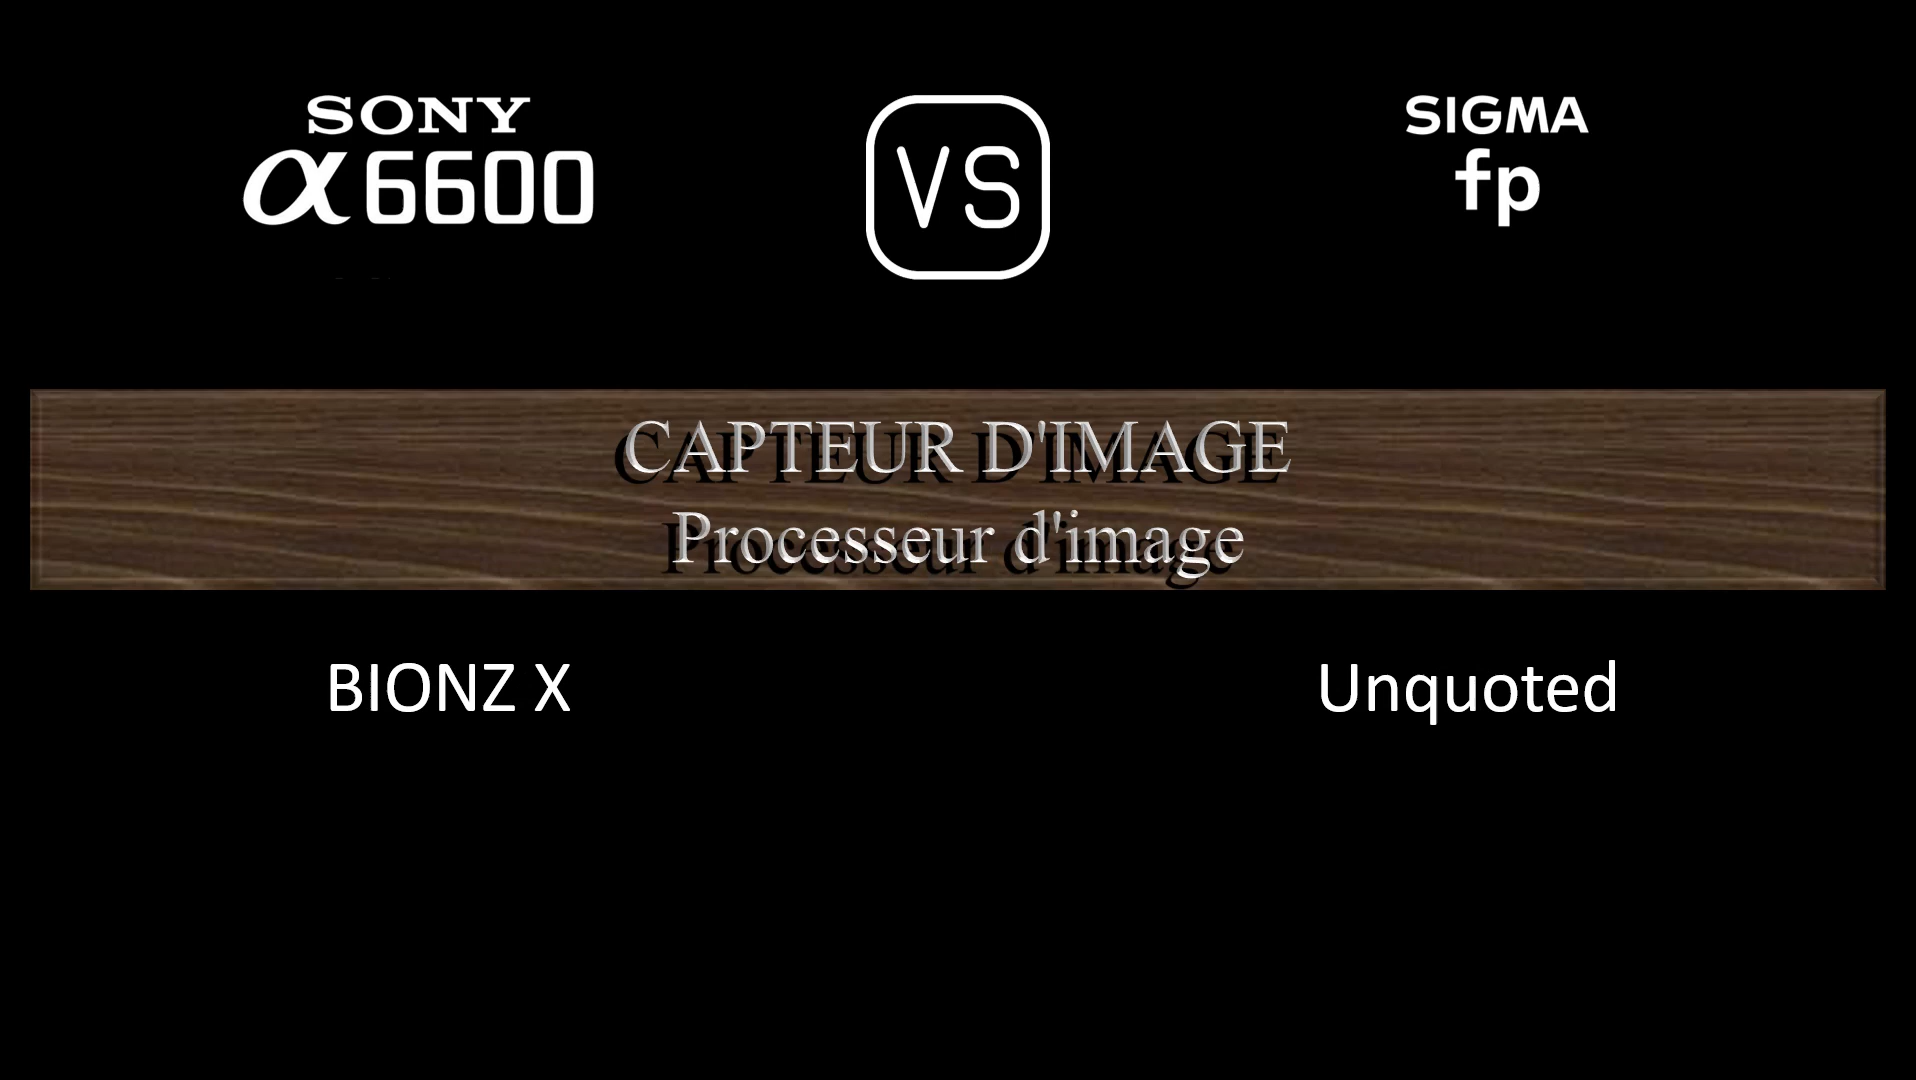 SONY
α6600
VS
SIGMA
fp
CAPTEUR D'IMAGE
Processeur d'image
BIONZ X
Unquoted